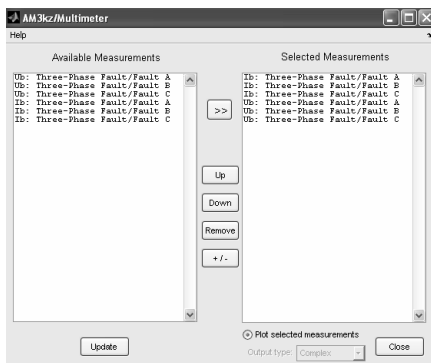 AM3kz/Multimeter
Help
Available Measurements
Ub: Three-Phase Fault/Fault A
Ub: Three-Phase Fault/Fault B
Ub: Three-Phase Fault/Fault C
Ib: Three-Phase Fault/Fault A
Ib: Three-Phase Fault/Fault B
Ib: Three-Phase Fault/Fault C
>>
Up
Down
Remove
+/-
Update
Selected Measurements
Ib: Three-Phase Fault/Fault A
Ib: Three-Phase Fault/Fault B
Ib: Three-Phase Fault/Fault C
Ub: Three-Phase Fault/Fault A
Ub: Three-Phase Fault/Fault B
Ub: Three-Phase Fault/Fault C
Plot selected measurements
Output type: Complex
Close